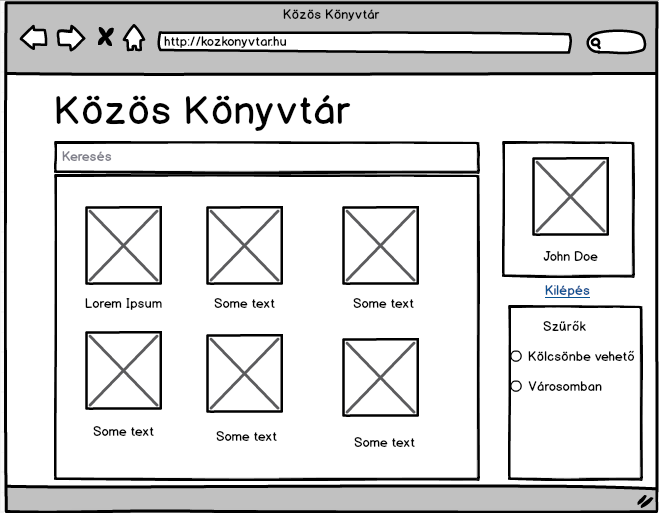 Közös Könyvtár
http://kozkonyvtar.hu
Közös Könyvtár
Keresés
Lorem Ipsum
Some text
Some text
Some text
Some text
Some text
John Doe
Kilépés
Szűrők
Kölcsönbe vehető
Városomban